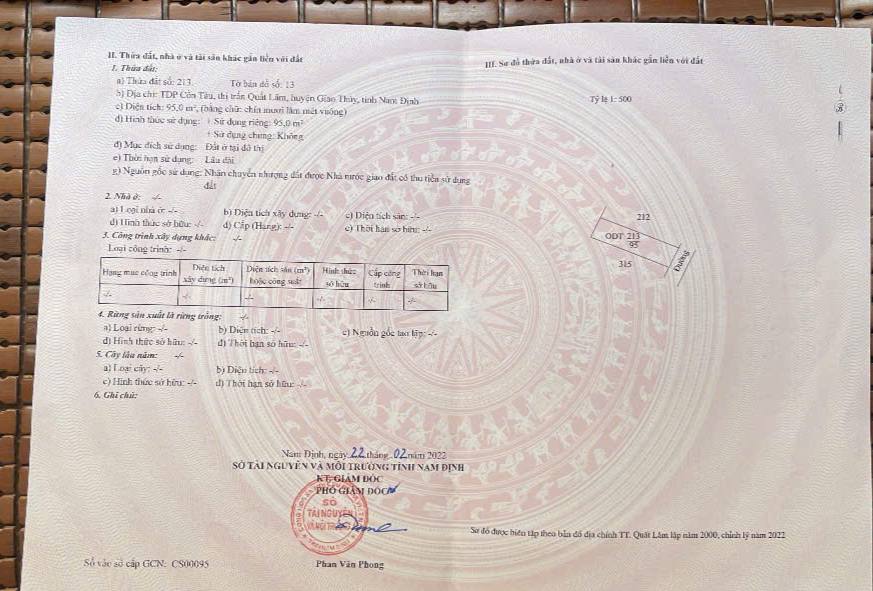 II. Thửa đất, nhà ở và tài sản khác gắn liền với đất
1. Thửa đất:
a) Thửa đất số: 213
Tờ bản đồ số: 13
b) Địa chỉ: TDP Cồn Tàu, thị trấn Quất Lâm, huyện Giao Thủy, tỉnh Nam Định
c) Diện tích: 95,0 m², (bằng chữ: chín mươi lăm mét vuông)
d) Hình thức sử dụng: + Sử dụng riêng: 95,0 m²
+ Sử dụng chung: Không
đ) Mục đích sử dụng: Đất ở tại đô thị
e) Thời hạn sử dụng: Lâu dài
g) Nguồn gốc sử dụng: Nhận chuyển nhượng đất được Nhà nước giao đất có thu tiền sử dụng
đất
2. Nhà ở: -/-
a) Loại nhà ở: -/-
b) Diện tích xây dựng: -/-
c) Diện tích sàn: -/-
d) Hình thức sở hữu: -/-
đ) Cấp (Hạng): -/-
e) Thời hạn sở hữu: -/-
3. Công trình xây dựng khác: -/-
Loại công trình: -/-
Hạng mục công trình
Diện tích
xây dựng (m²)
Diện tích sàn (m²)
hoặc công suất
Hình thức
sở hữu
Cấp công
trình
Thời hạn
sở hữu
-/- -/- -/- -/- -/- -/-
4. Rừng sản xuất là rừng trồng: -/-
a) Loại rừng: -/-
b) Diện tích: -/-
c) Nguồn gốc tạo lập: -/-
d) Hình thức sở hữu: -/-
đ) Thời hạn sở hữu: -/-
5. Cây lâu năm: -/-
a) Loại cây: -/-
b) Diện tích: -/-
c) Hình thức sở hữu: -/-
d) Thời hạn sở hữu: -/-
6. Ghi chú:
Nam Định, ngày 22 tháng 02 năm 2022
SỞ TÀI NGUYÊN VÀ MÔI TRƯỜNG TỈNH NAM ĐỊNH
KT. GIÁM ĐỐC
PHÓ GIÁM ĐỐC
SỞ
TÀI NGUYÊN
VÀ MÔI TRƯỜNG
Phan Văn Phong
Số vào sổ cấp GCN: CS00095
III. Sơ đồ thửa đất, nhà ở và tài sản khác gắn liền với đất
Tỷ lệ 1: 500
212
ODT 213
95
315
Đường
Sơ đồ được biên tập theo bản đồ địa chính TT. Quất Lâm lập năm 2000, chỉnh lý năm 2022